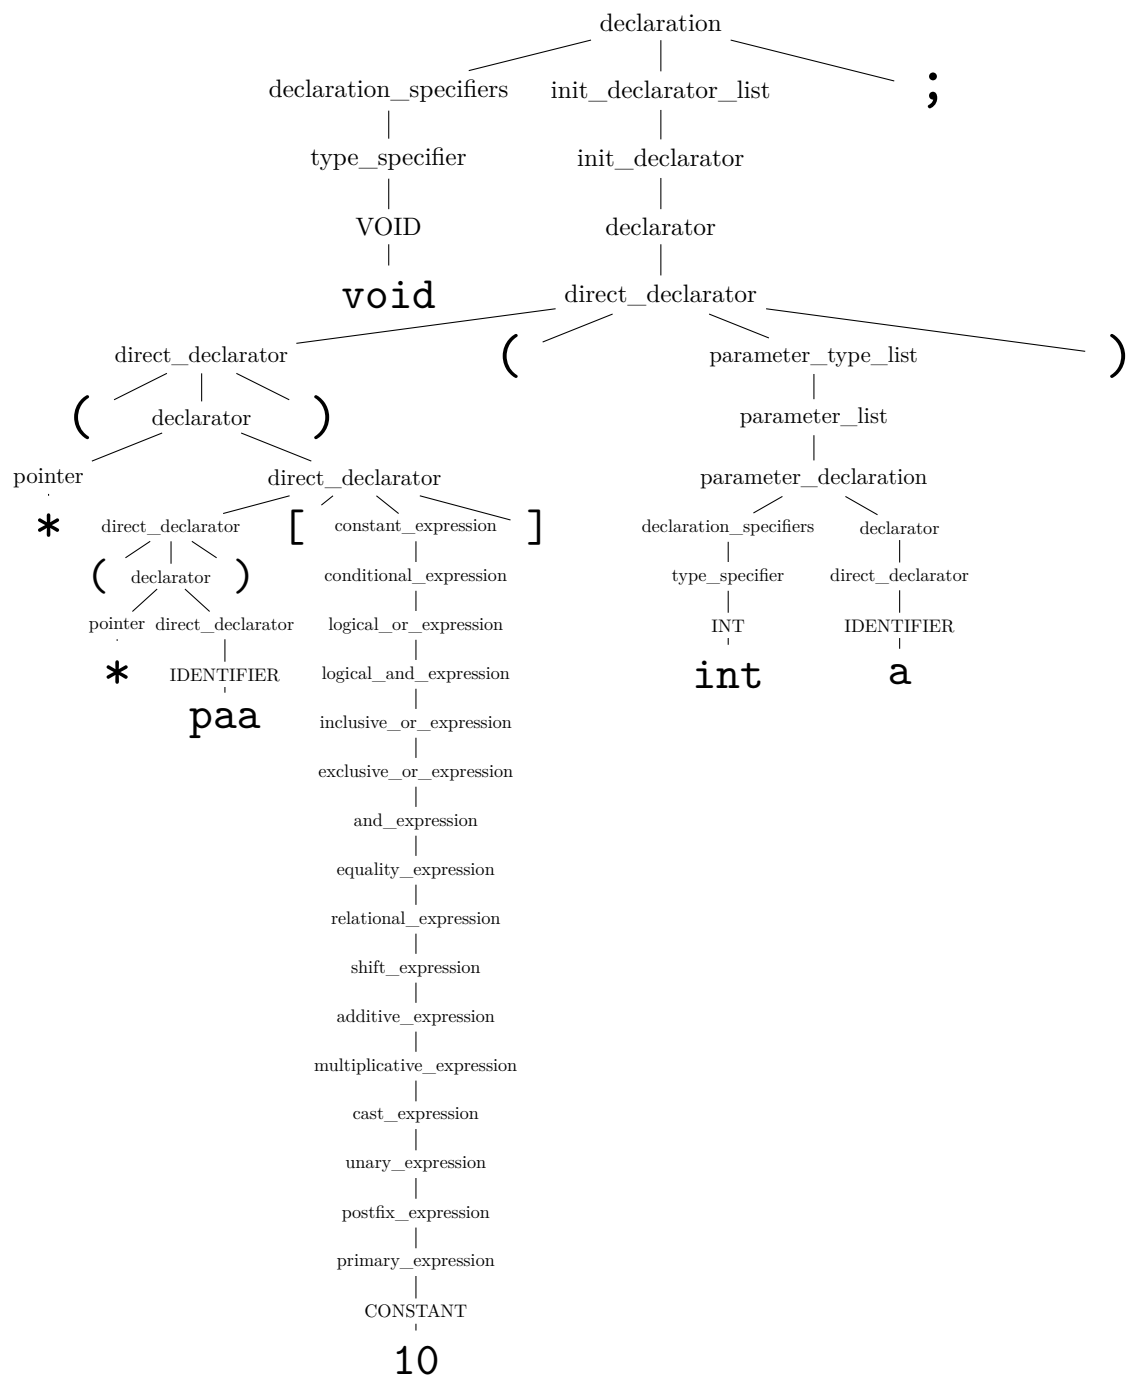 declaration
declaration_specifiers init_declarator_list ;
type_specifier init_declarator
VOID declarator
void direct_declarator
direct_declarator ( parameter_type_list )
( declarator ) parameter_list
pointer direct_declarator parameter_declaration
* direct_declarator [ constant_expression ] declaration_specifiers declarator
( declarator ) conditional_expression type_specifier direct_declarator
pointer direct_declarator logical_or_expression INT IDENTIFIER
* IDENTIFIER logical_and_expression int a
paa inclusive_or_expression
exclusive_or_expression
and_expression
equality_expression
relational_expression
shift_expression
additive_expression
multiplicative_expression
cast_expression
unary_expression
postfix_expression
primary_expression
CONSTANT
10